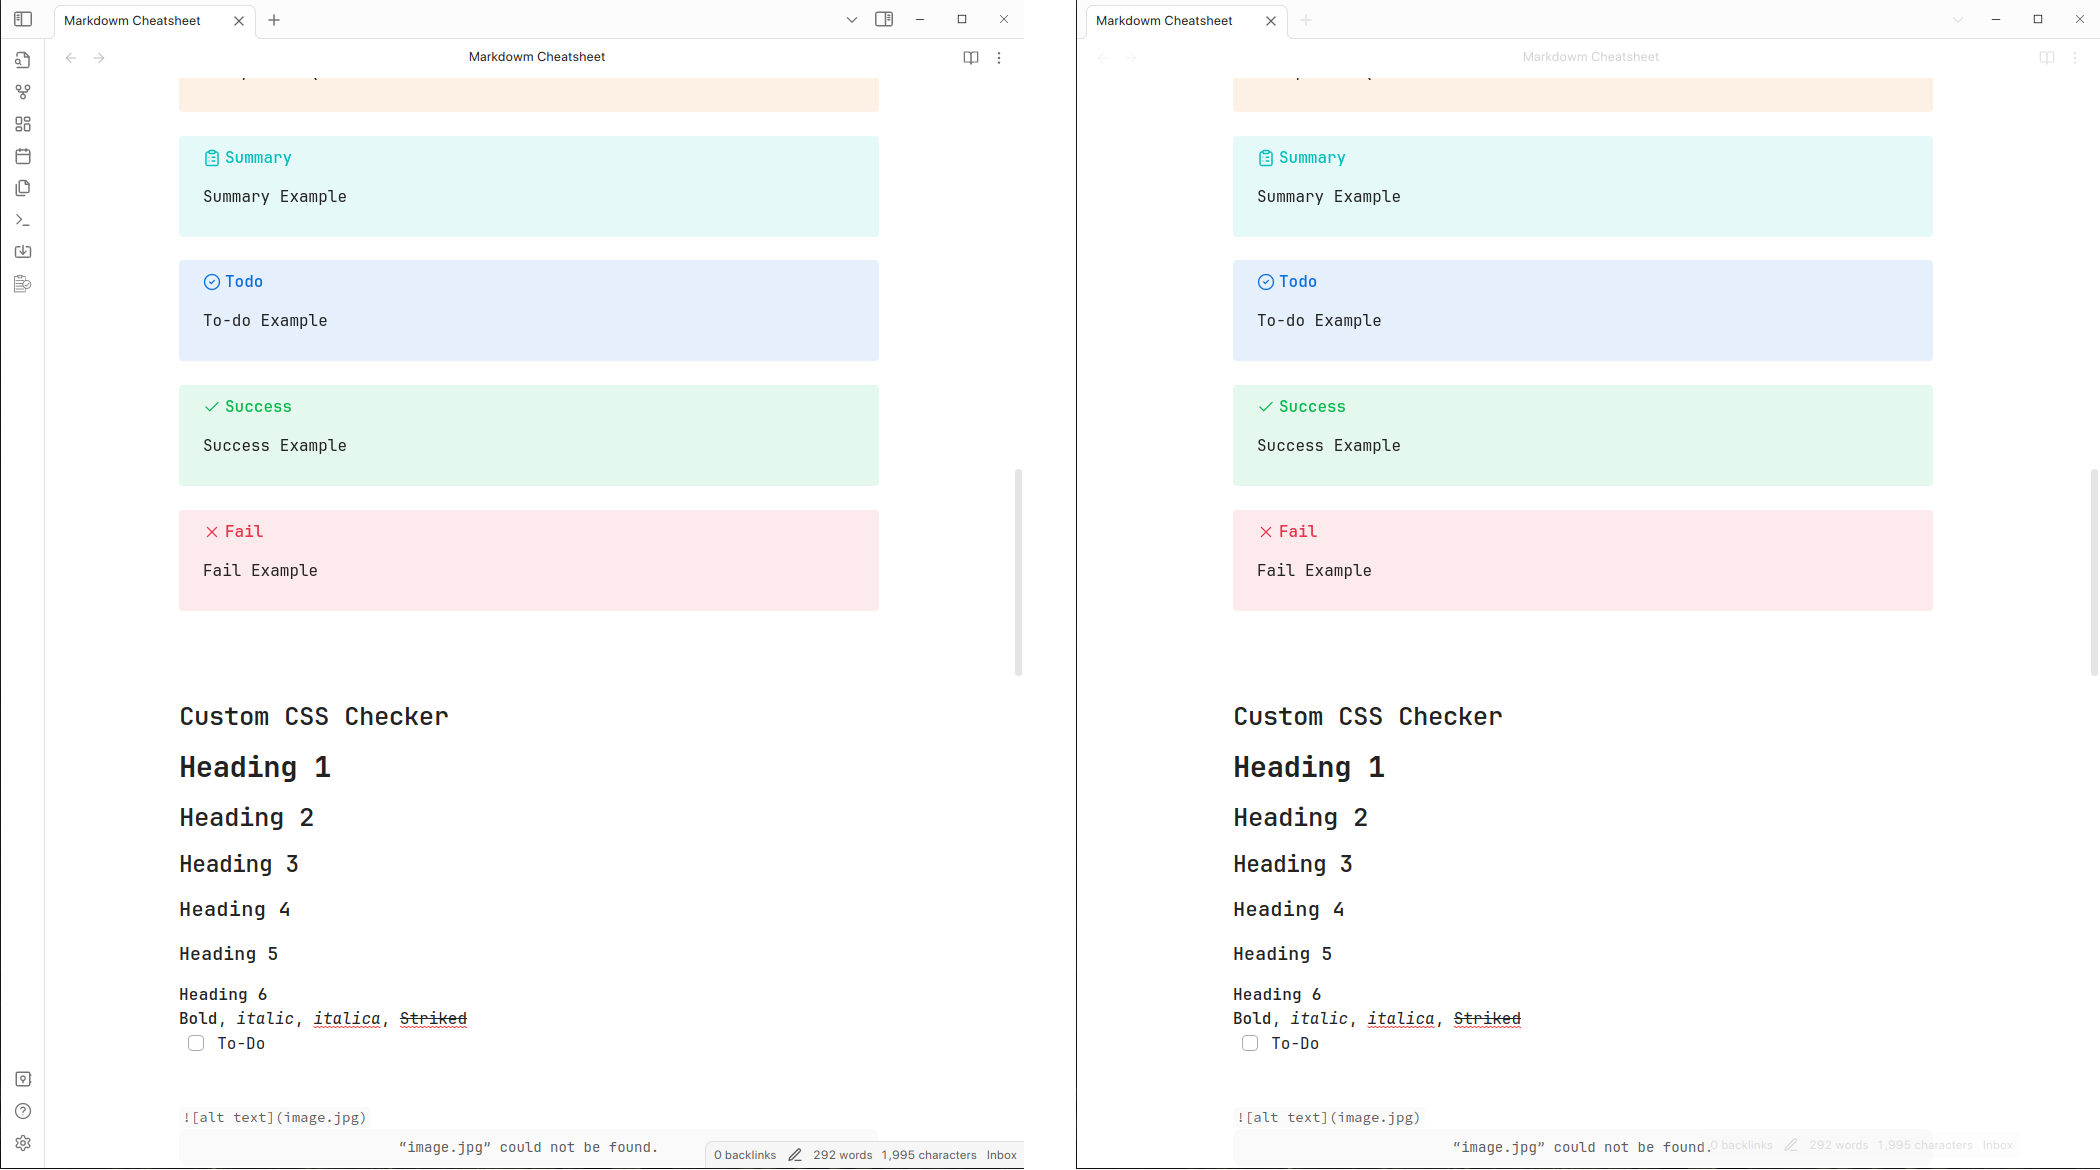 Markdowm Cheatsheet
Markdowm Cheatsheet
Summary
Summary Example
Todo
To-do Example
Success
Success Example
Fail
Fail Example
Custom CSS Checker
Heading 1
Heading 2
Heading 3
Heading 4
Heading 5
Heading 6
Bold, italic, italica, Striked
To-Do
![alt text](image.jpg)
“image.jpg” could not be found.
0 backlinks 292 words 1,995 characters Inbox
Markdowm Cheatsheet
Markdowm Cheatsheet
Summary
Summary Example
Todo
To-do Example
Success
Success Example
Fail
Fail Example
Custom CSS Checker
Heading 1
Heading 2
Heading 3
Heading 4
Heading 5
Heading 6
Bold, italic, italica, Striked
To-Do
![alt text](image.jpg)
“image.jpg” could not be found.
0 backlinks 292 words 1,995 characters Inbox